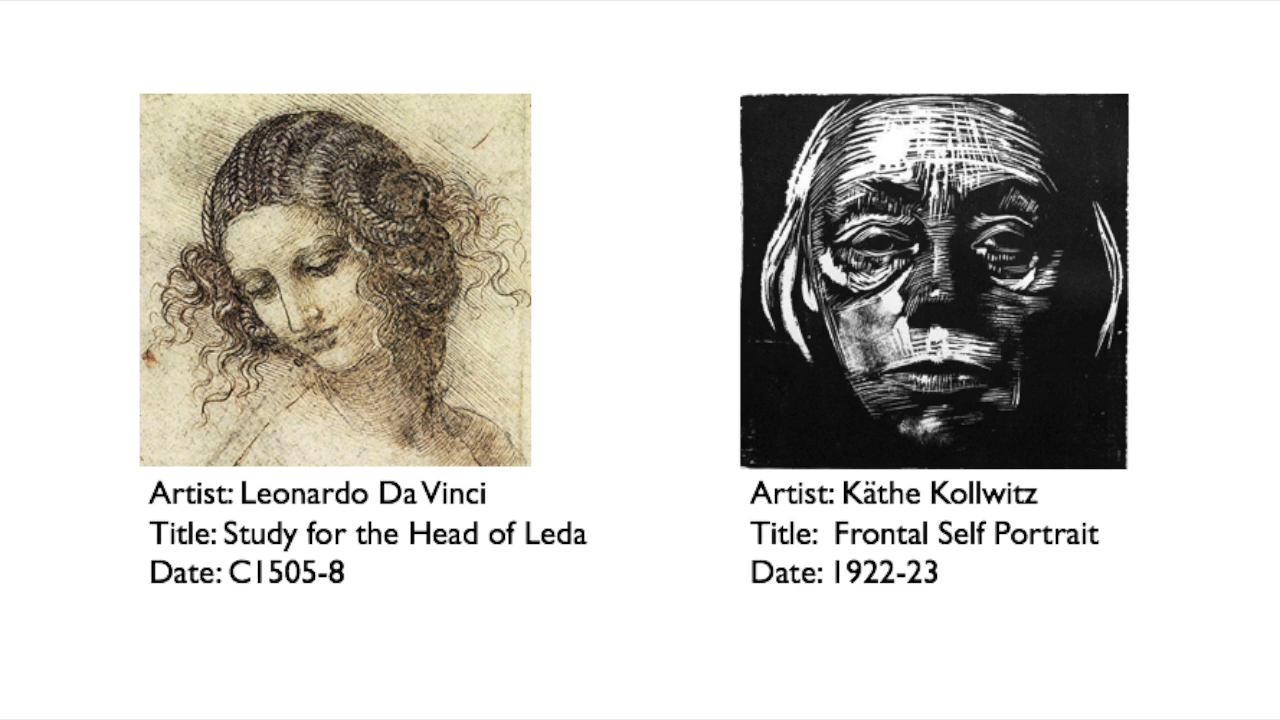 Artist: Leonardo Da Vinci
Title: Study for the Head of Leda
Date: C1505-8
Artist: Käthe Kollwitz
Title: Frontal Self Portrait
Date: 1922-23